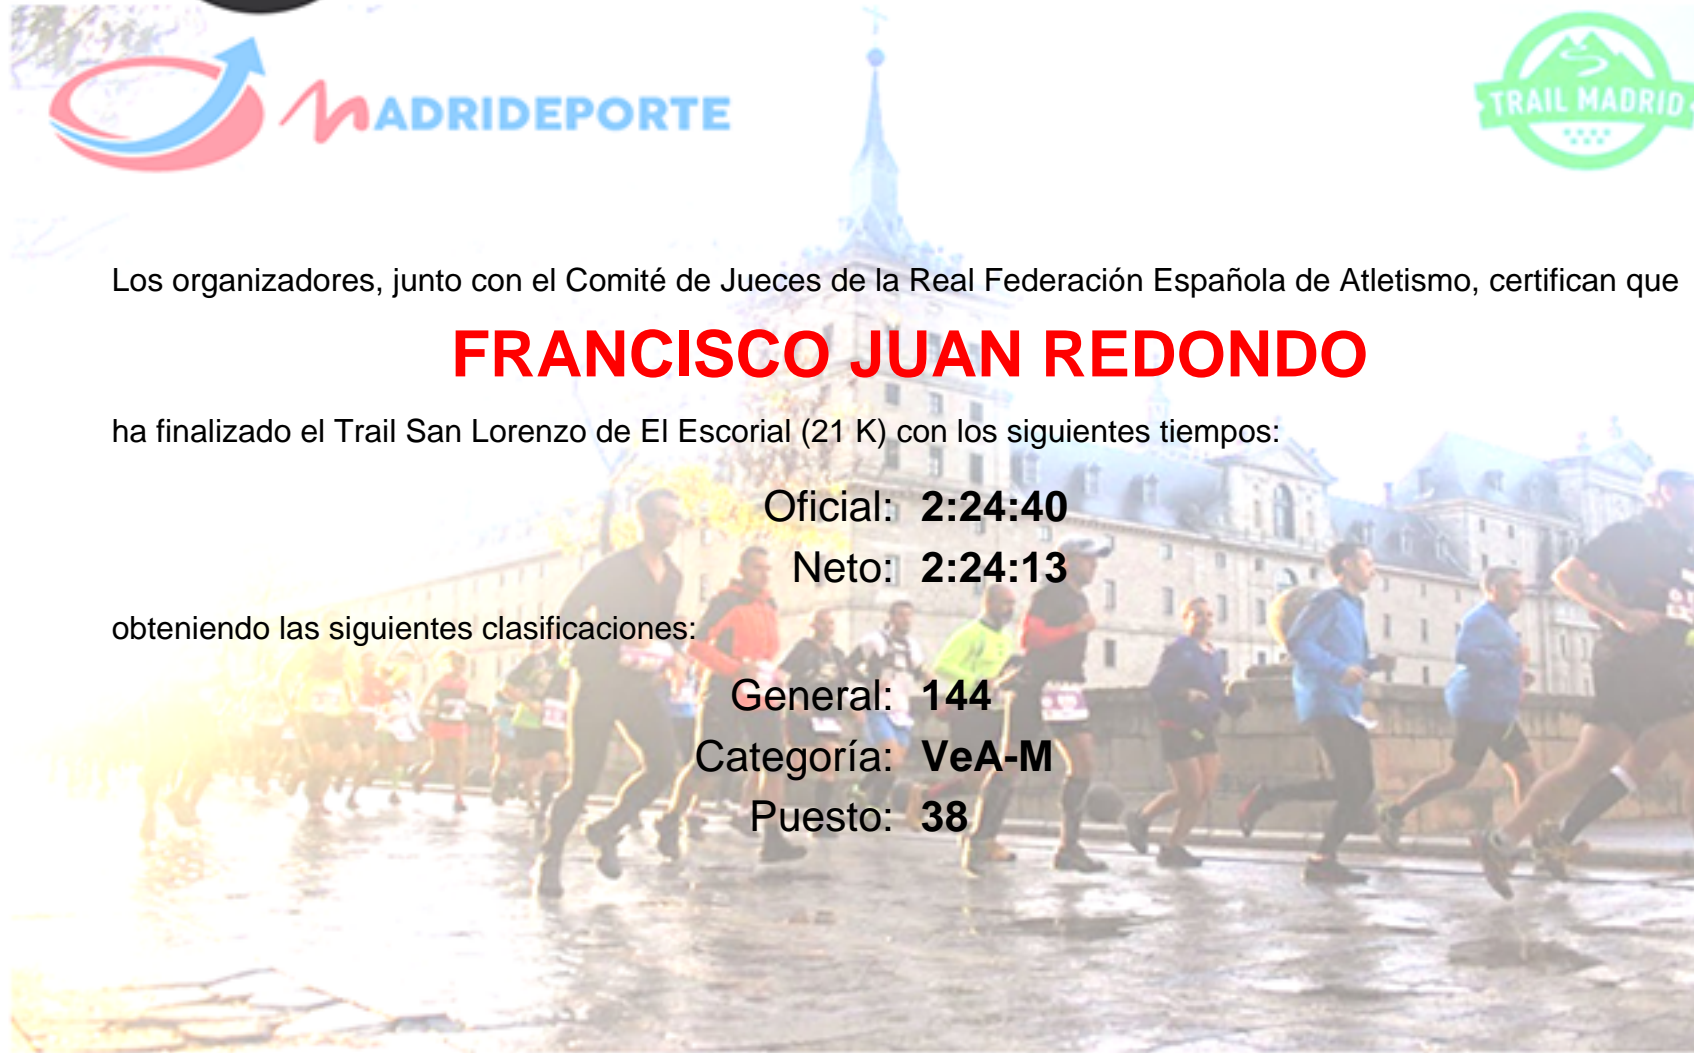 MADRIDEPORTE
TRAIL MADRID
Los organizadores, junto con el Comité de Jueces de la Real Federación Española de Atletismo, certifican que
FRANCISCO JUAN REDONDO
ha finalizado el Trail San Lorenzo de El Escorial (21 K) con los siguientes tiempos:
Oficial: 2:24:40
Neto: 2:24:13
obteniendo las siguientes clasificaciones:
General: 144
Categoría: VeA-M
Puesto: 38